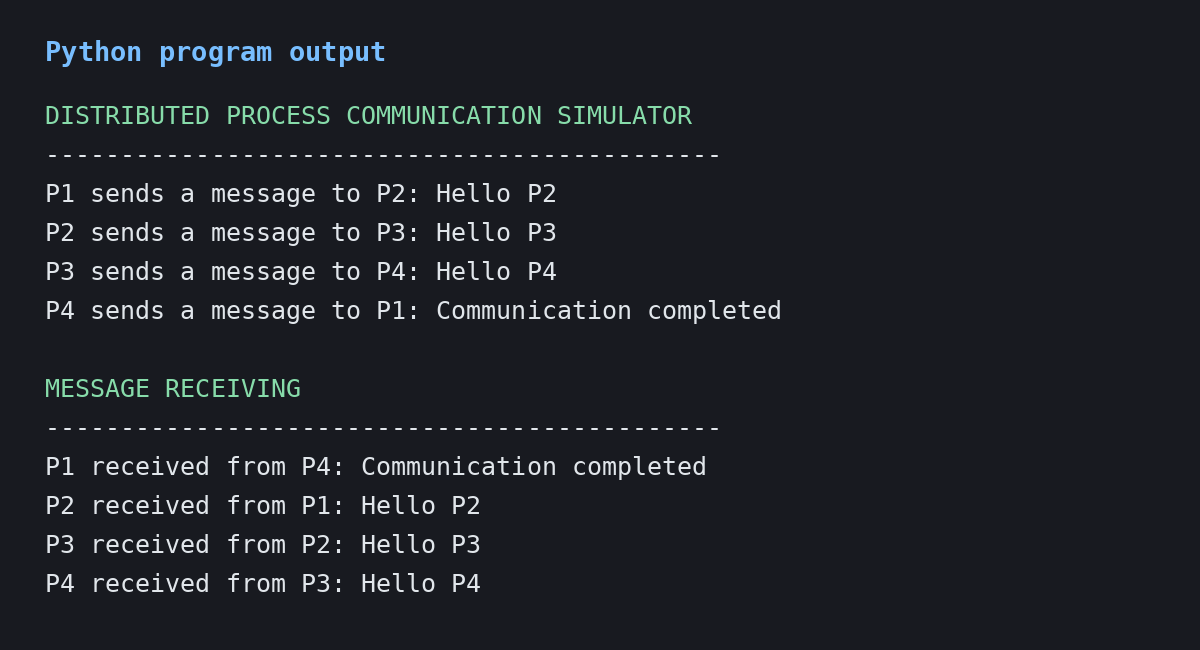 Python program output
DISTRIBUTED PROCESS COMMUNICATION SIMULATOR
---------------------------------------------
P1 sends a message to P2: Hello P2
P2 sends a message to P3: Hello P3
P3 sends a message to P4: Hello P4
P4 sends a message to P1: Communication completed
MESSAGE RECEIVING
---------------------------------------------
P1 received from P4: Communication completed
P2 received from P1: Hello P2
P3 received from P2: Hello P3
P4 received from P3: Hello P4